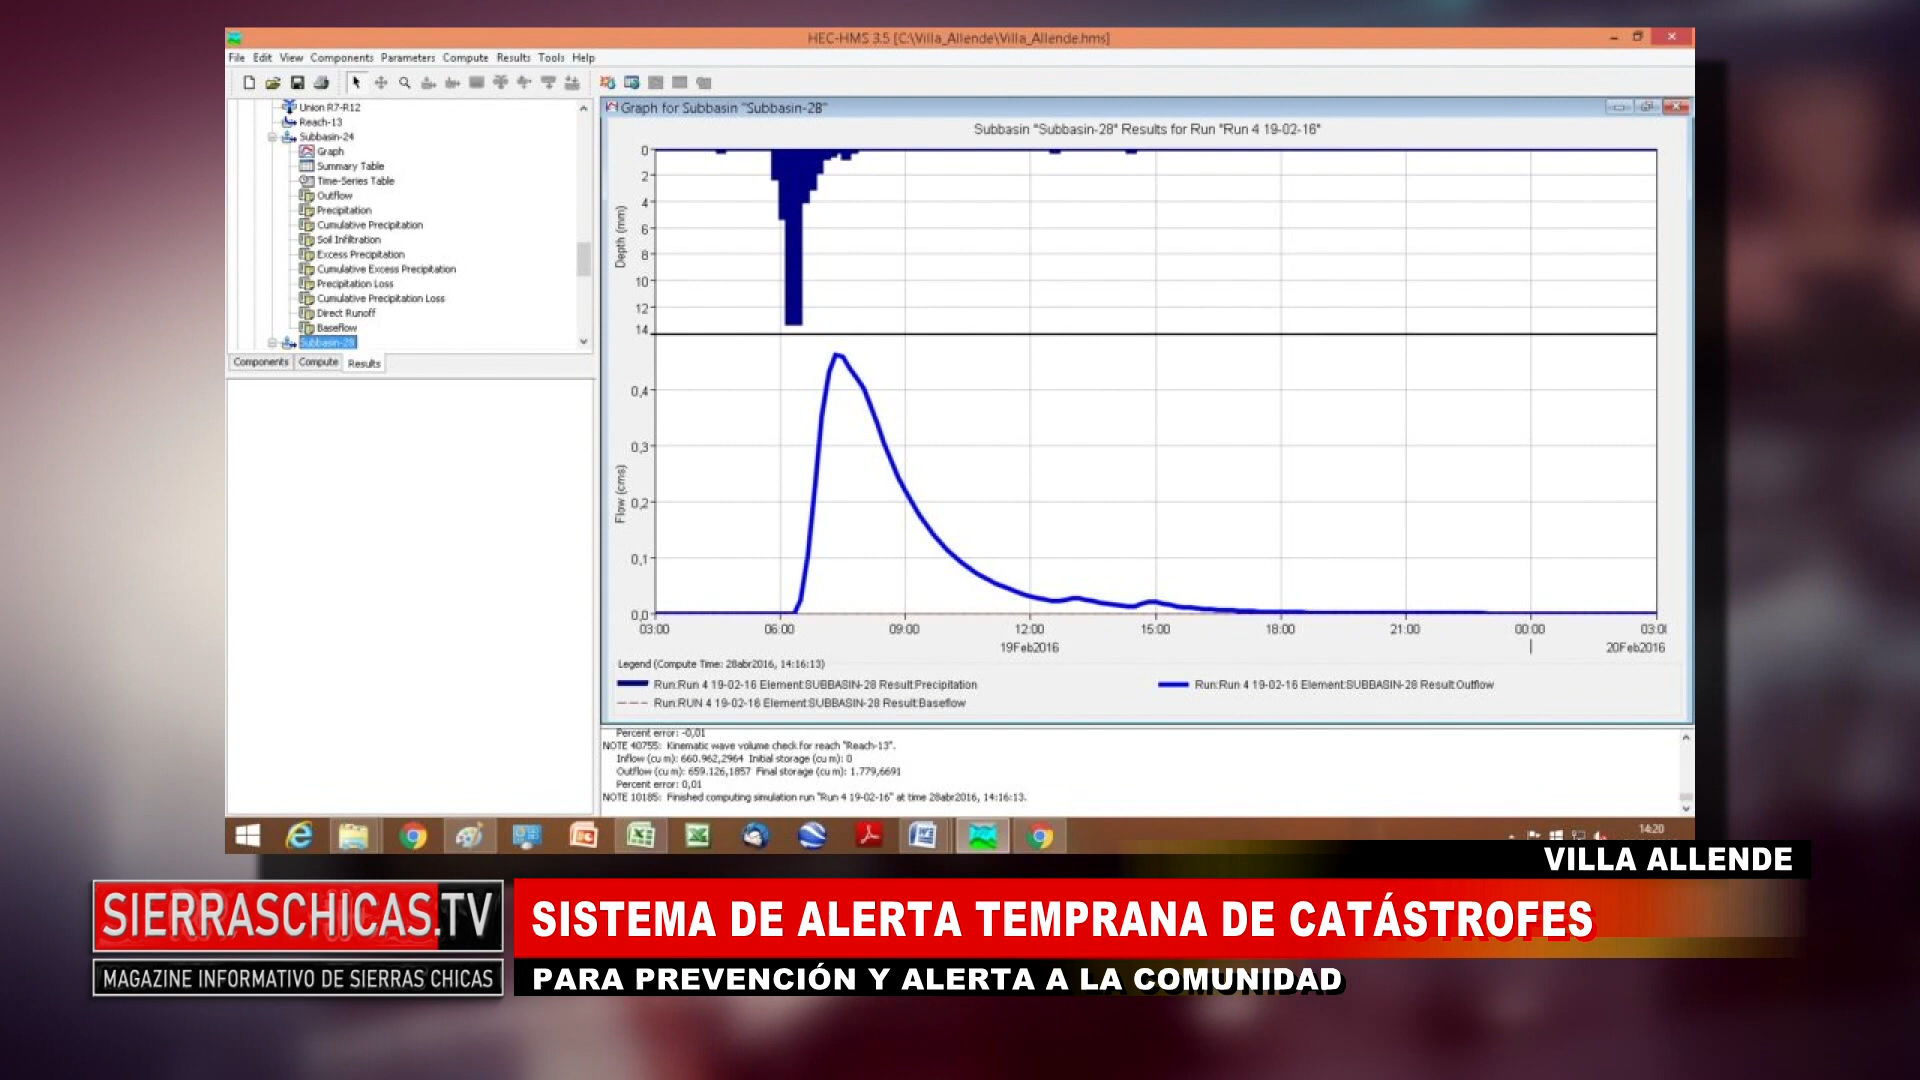 HEC-HMS 3.5 [C:\Villa_Allende\Villa_Allende.hms]
File Edit View Components Parameters Compute Results Tools Help
Union R7-R12
Reach-13
Subbasin-24
Graph
Summary Table
Time-Series Table
Outflow
Precipitation
Cumulative Precipitation
Soil Infiltration
Excess Precipitation
Cumulative Excess Precipitation
Precipitation Loss
Cumulative Precipitation Loss
Direct Runoff
Baseflow
Subbasin-28
Components Compute Results
Graph for Subbasin "Subbasin-28"
Subbasin "Subbasin-28" Results for Run "Run 4 19-02-16"
0
2
4
6
8
10
12
14
Depth (mm)
0,4
0,3
0,2
0,1
0,0
Flow (cms)
03:00 06:00 09:00 12:00 15:00 18:00 21:00 00:00 03:0
19Feb2016 20Feb2016
Legend (Compute Time: 28abr2016, 14:16:13)
Run:Run 4 19-02-16 Element:SUBBASIN-28 Result:Precipitation
Run:Run 4 19-02-16 Element:SUBBASIN-28 Result:Outflow
Run:RUN 4 19-02-16 Element:SUBBASIN-28 Result:Baseflow
Percent error: -0,01
NOTE 40755: Kinematic wave volume check for reach "Reach-13".
Inflow (cu m): 660.962,2964 Initial storage (cu m): 0
Outflow (cu m): 659.126,1857 Final storage (cu m): 1.779,6691
Percent error: 0,01
NOTE 10185: Finished computing simulation run "Run 4 19-02-16" at time 28abr2016, 14:16:13.
14:20
VILLA ALLENDE
SIERRASCHICAS.TV
MAGAZINE INFORMATIVO DE SIERRAS CHICAS
SISTEMA DE ALERTA TEMPRANA DE CATÁSTROFES
PARA PREVENCIÓN Y ALERTA A LA COMUNIDAD